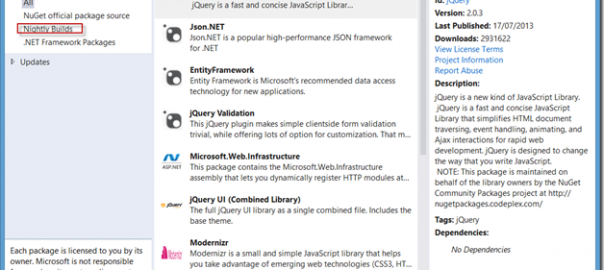 All
NuGet official package source
Nightly Builds
.NET Framework Packages
Updates
Each package is licensed to you by its
owner. Microsoft is not responsible
jQuery is a fast and concise JavaScript Librar...
Json.NET
Json.NET is a popular high-performance JSON framework
for .NET
EntityFramework
Entity Framework is Microsoft's recommended data access
technology for new applications.
jQuery Validation
This jQuery plugin makes simple clientside form validation
trivial, while offering lots of option for customization. That m...
ASP.NET
Microsoft.Web.Infrastructure
This package contains the Microsoft.Web.Infrastructure
assembly that lets you dynamically register HTTP modules at...
jQuery
jQuery UI (Combined Library)
The full jQuery UI library as a single combined file. Includes the
base theme.
Modernizr
Modernizr is a small and simple JavaScript library that helps
you take advantage of emerging web technologies (CSS3, HT...
Id: jQuery
Version: 2.0.3
Last Published: 17/07/2013
Downloads: 2931622
View License Terms
Project Information
Report Abuse
Description:
jQuery is a new kind of JavaScript Library.
jQuery is a fast and concise JavaScript
Library that simplifies HTML document
traversing, event handling, animating, and
Ajax interactions for rapid web
development. jQuery is designed to change
the way that you write JavaScript.
NOTE: This package is maintained on
behalf of the library owners by the NuGet
Community Packages project at http://
nugetpackages.codeplex.com/
Tags: jQuery
Dependencies:
No Dependencies